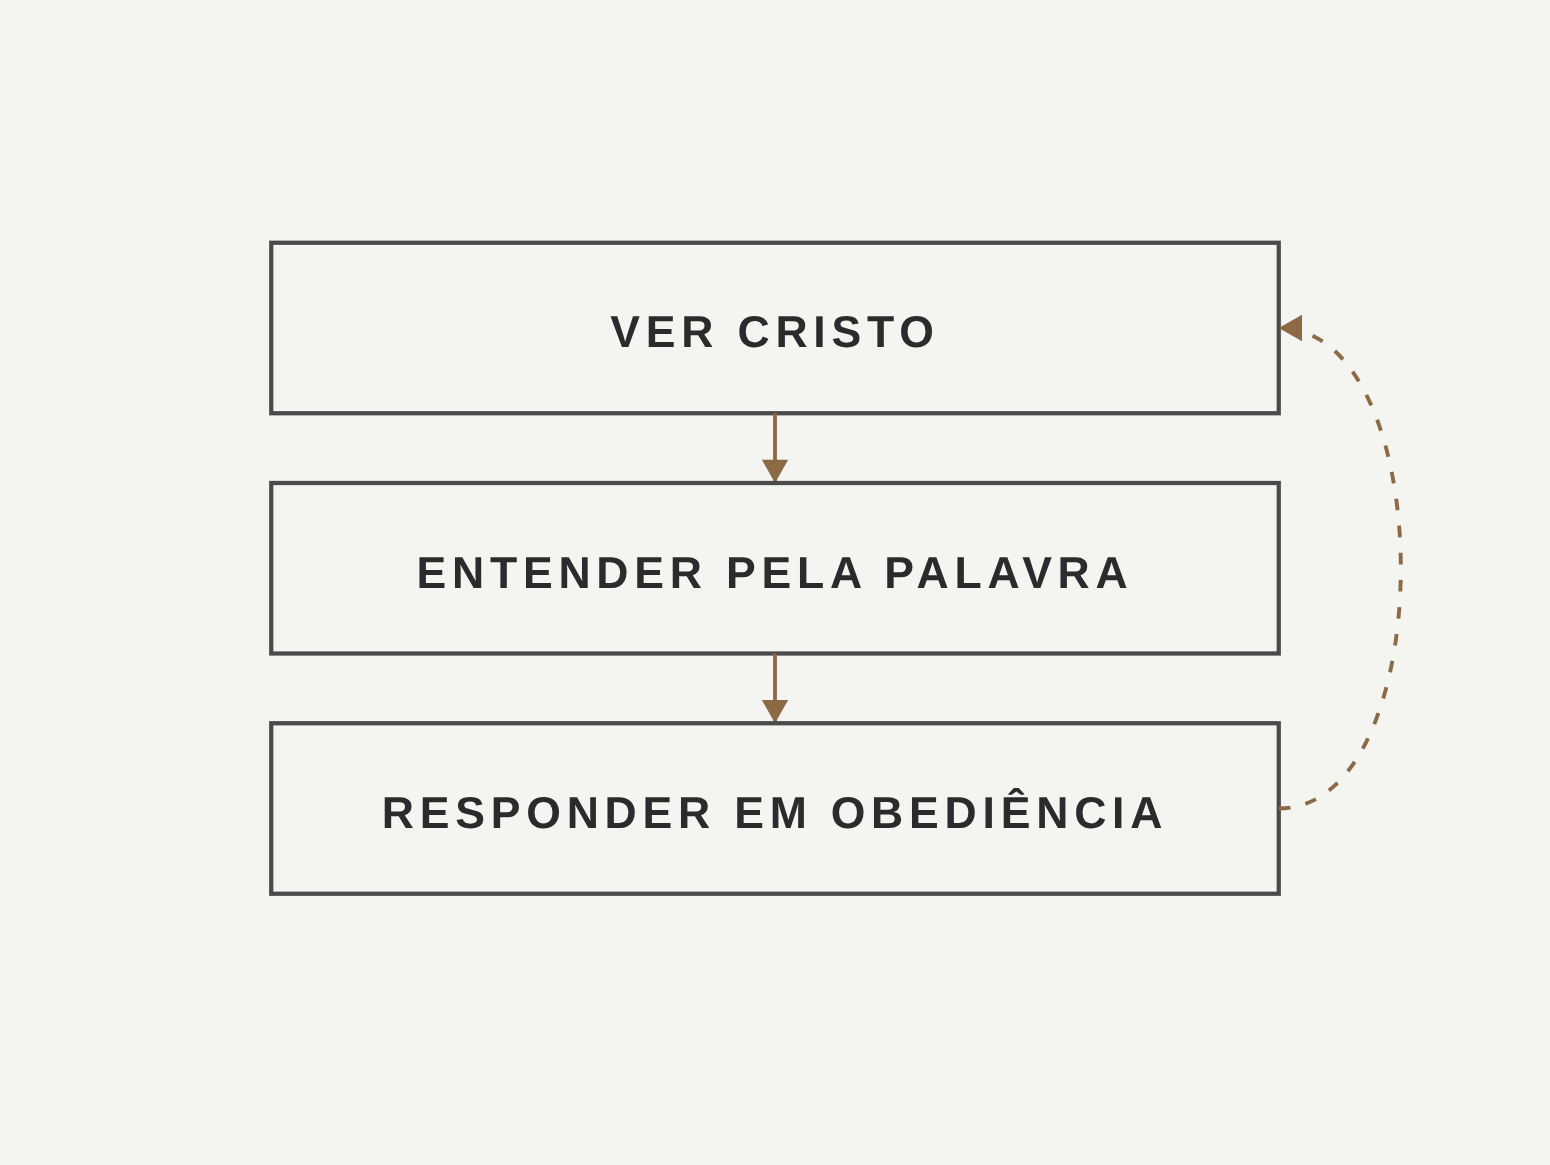 VER CRISTO
ENTENDER PELA PALAVRA
RESPONDER EM OBEDIÊNCIA